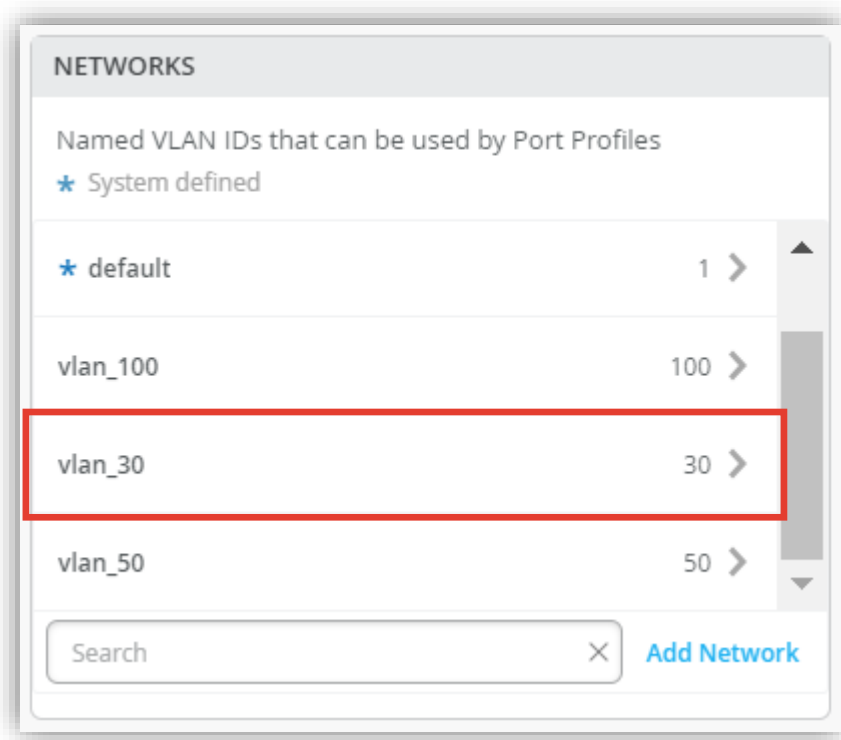 NETWORKS
Named VLAN IDs that can be used by Port Profiles
* System defined
* default 1
vlan_100 100
vlan_30 30
vlan_50 50
Search Add Network